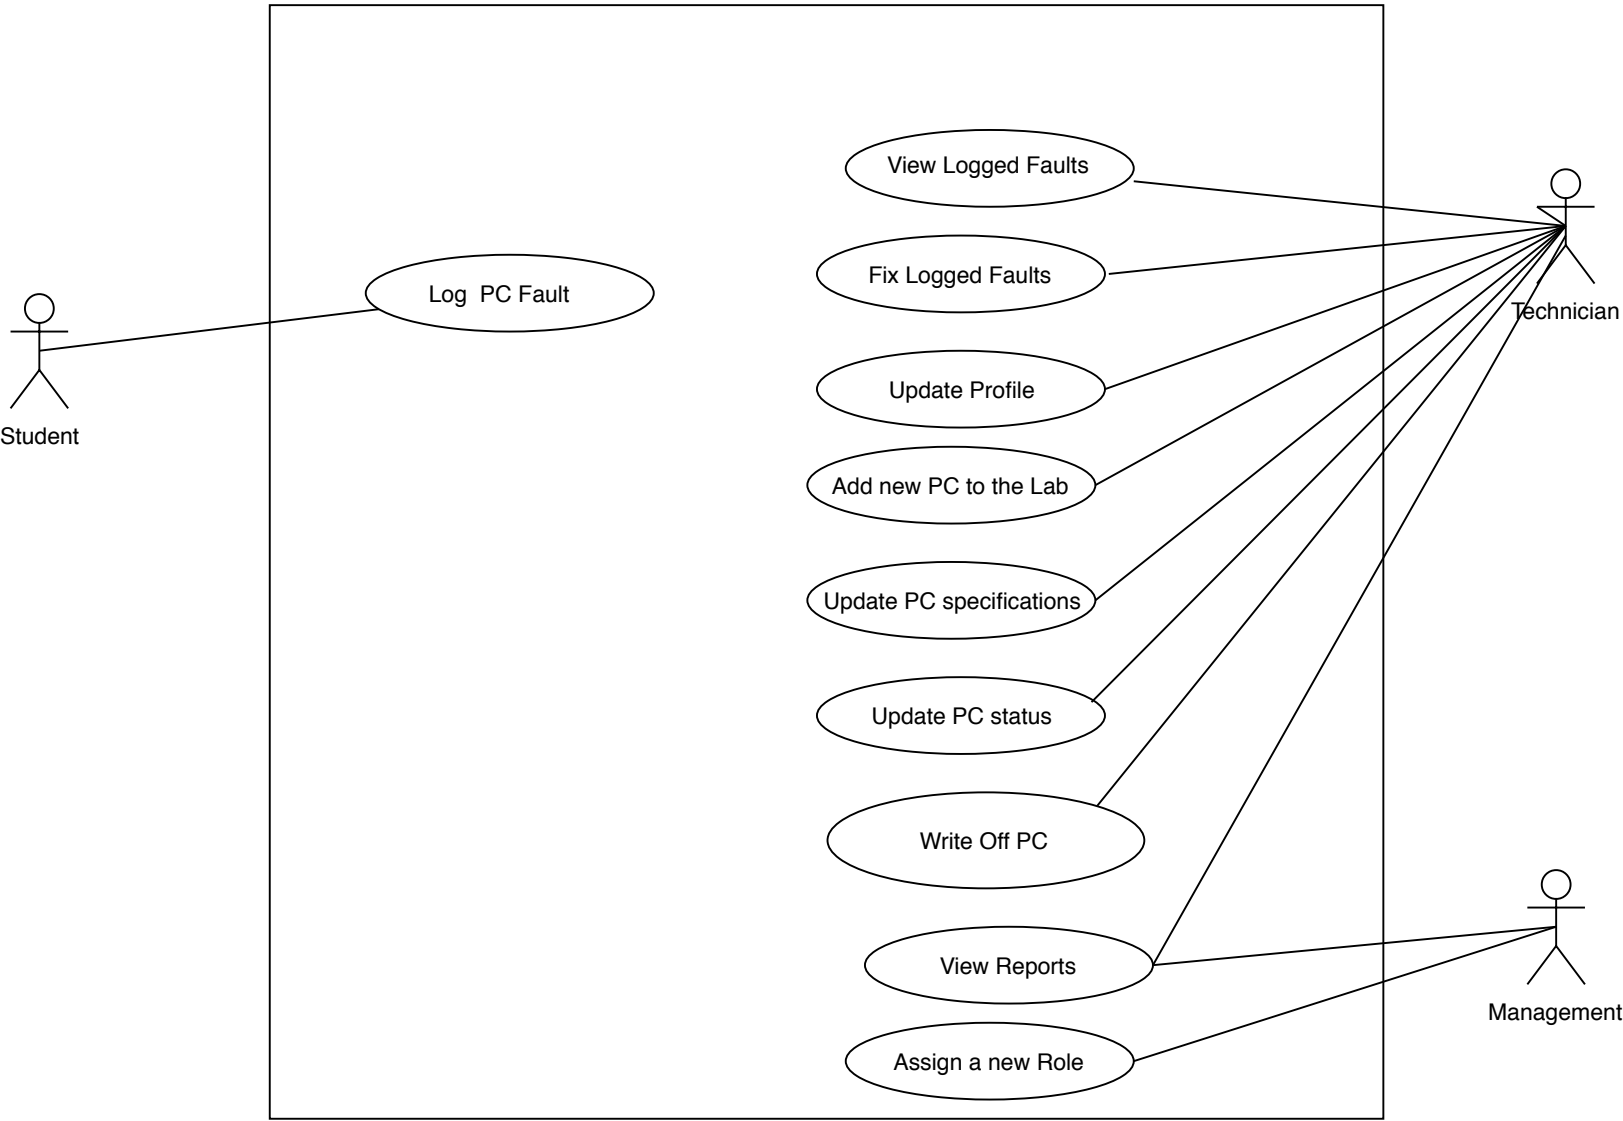 View Logged Faults
Fix Logged Faults
Log  PC Fault
Technician
Update Profile
Student
Add new PC to the Lab
Update PC specifications
Update PC status
Write Off PC
View Reports
Management
Assign a new Role